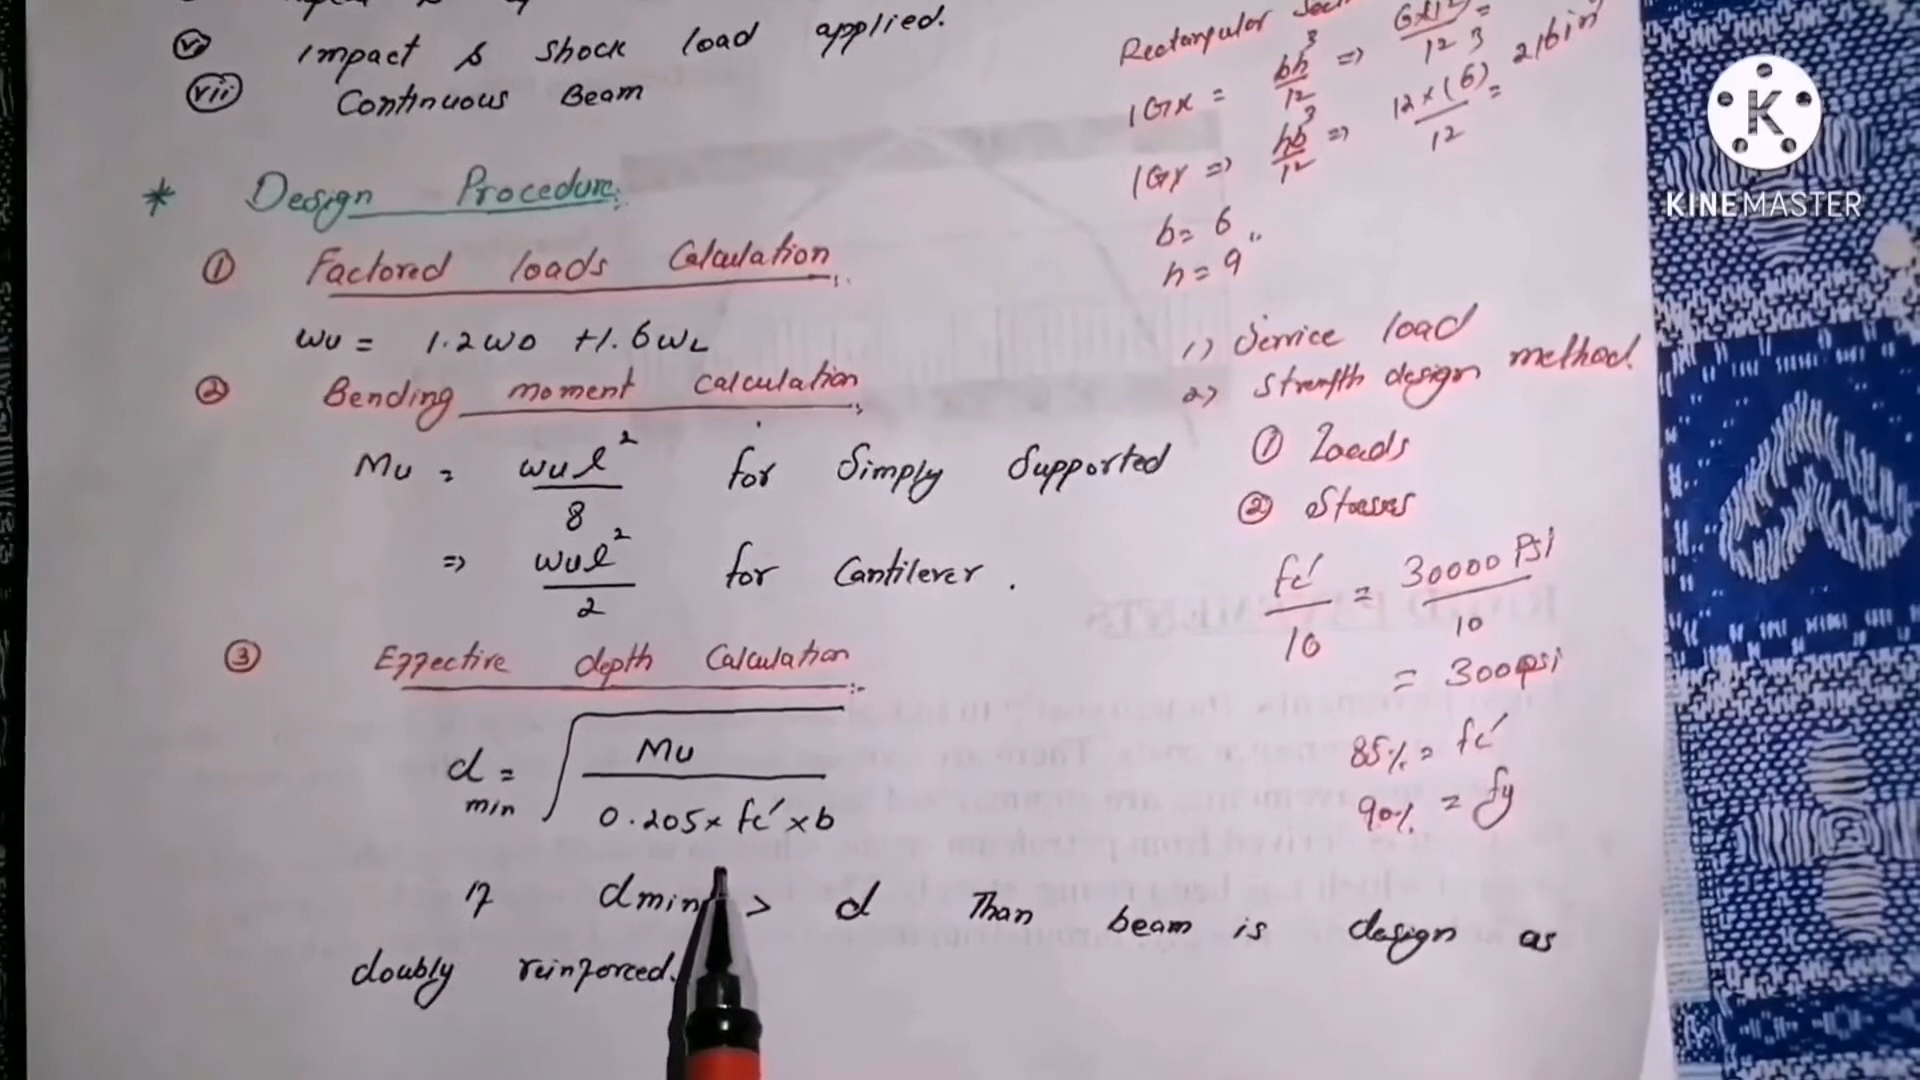 vi Impact & shock load applied.
vii Continuous Beam
* Design Procedure:
① Factored loads Calculation:
wu = 1.2wD + 1.6wL
② Bending moment calculation:
Mu = wul²/8 for Simply Supported
=> wul²/2 for Cantilever.
③ Effective depth Calculation:-
dmin = √ Mu / 0.205 x fc' x b
if dmin > d Than beam is design as
doubly reinforced.
Rectangular
IGx = bh³/12 =>
IGy => hb³/12 => 12 x (6)³/12 = 216in
b = 6"
h = 9
1) Service load
2) Strength design method.
① Loads
② Stresses
fc'/10 = 30000 Psi/10
= 300psi
85% = fc'
90% = fy
K
KINEMASTER